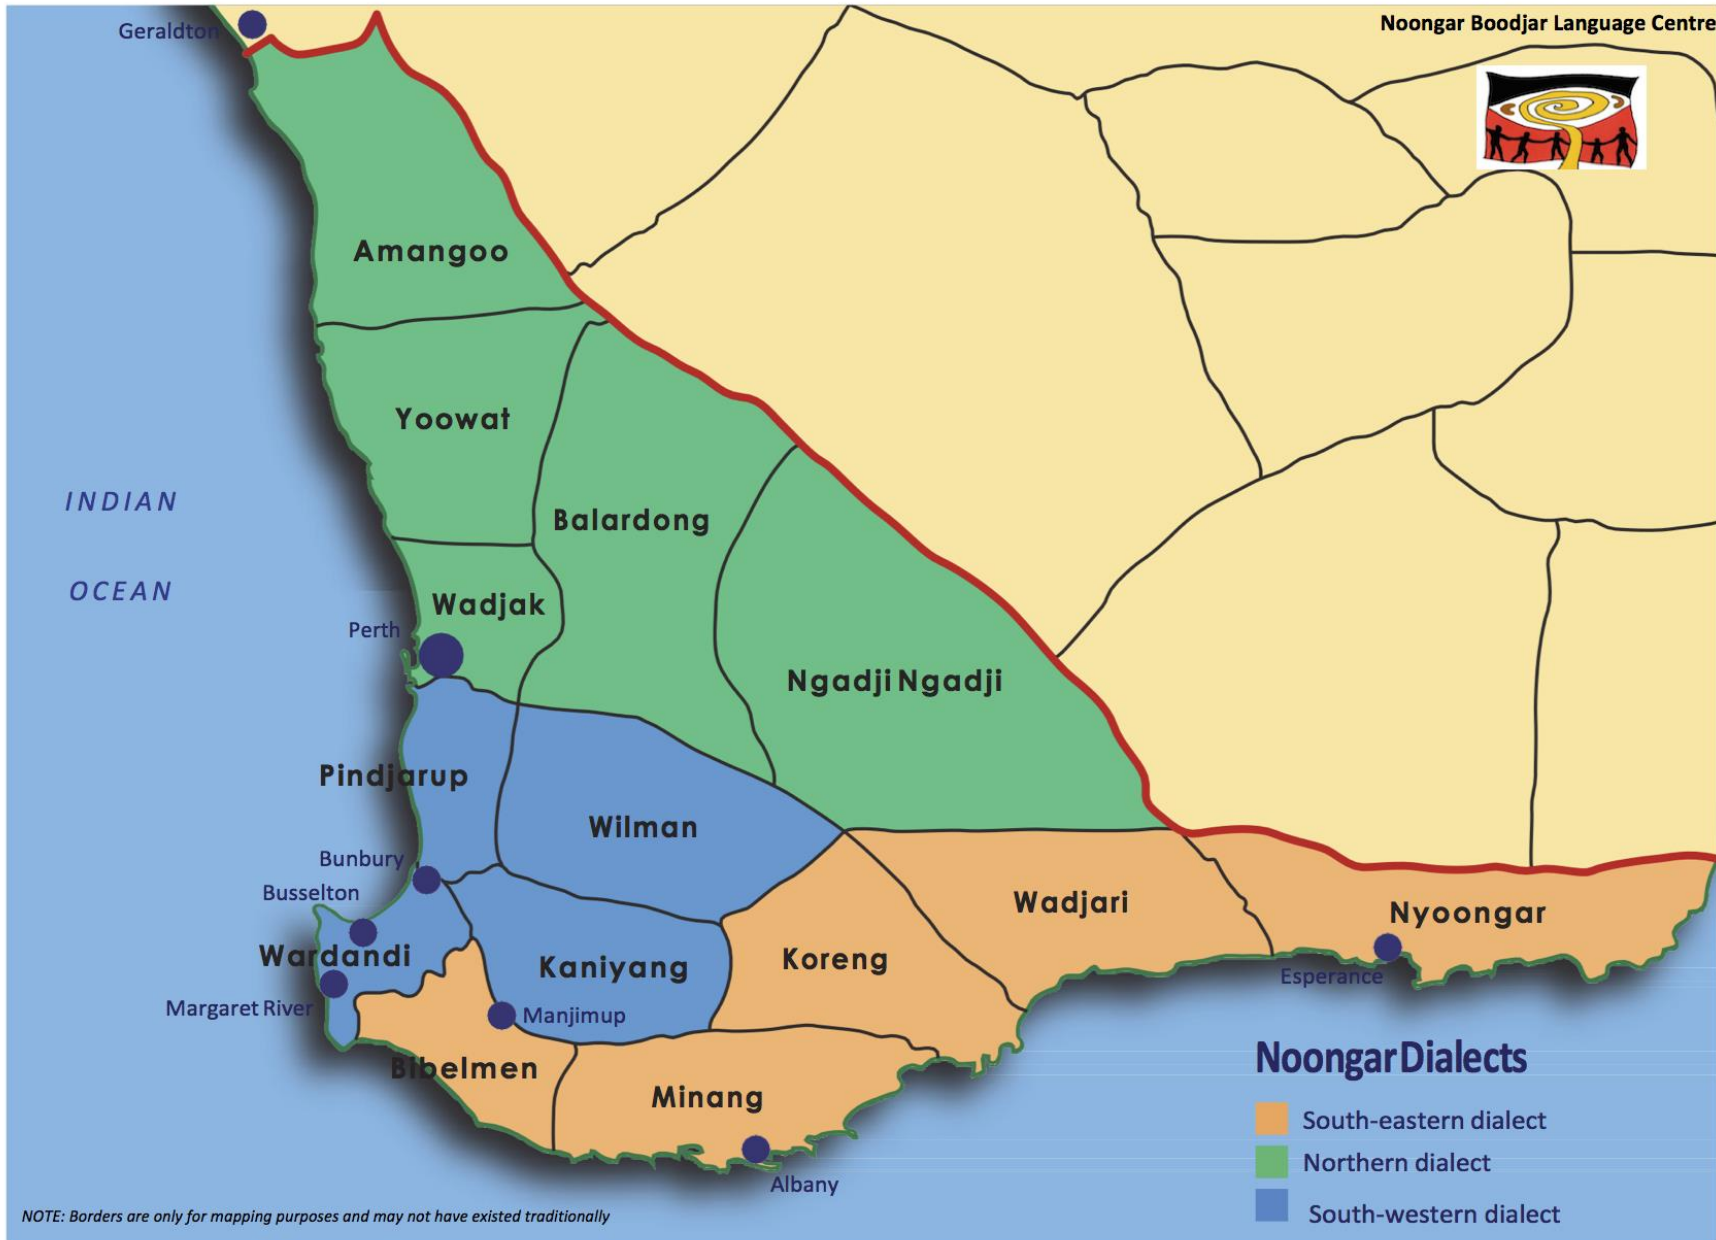 Geraldton
Noongar Boodjar Language Centre
Amangoo
Yoowat
INDIAN
Balardong
OCEAN
Wadjak
Perth
Ngadji Ngadji
Pindjarup
Wilman
Bunbury
Busselton
Wadjari
Nyoongar
Wardandi
Kaniyang
Koreng
Esperance
Margaret River
Manjimup
Bibelmen
Minang
Albany
Noongar Dialects
South-eastern dialect
Northern dialect
South-western dialect
NOTE: Borders are only for mapping purposes and may not have existed traditionally